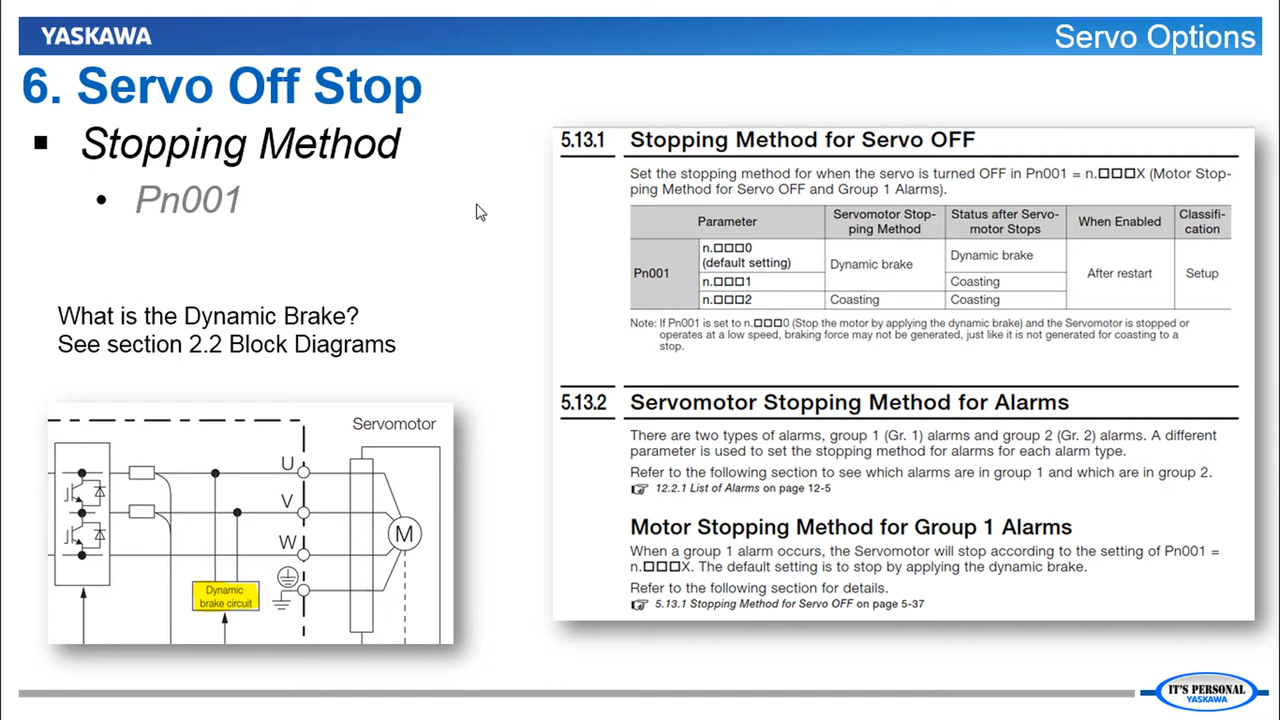 YASKAWA
Servo Options
6. Servo Off Stop
▪ Stopping Method
• Pn001
What is the Dynamic Brake?
See section 2.2 Block Diagrams
Servomotor
U
V
W
M
Dynamic
brake circuit
5.13.1 Stopping Method for Servo OFF
Set the stopping method for when the servo is turned OFF in Pn001 = n.□□□X (Motor Stop-
ping Method for Servo OFF and Group 1 Alarms).
Parameter
Servomotor Stop-
ping Method
Status after Servo-
motor Stops
When Enabled
Classifi-
cation
Pn001
n.□□□0
(default setting)
Dynamic brake
Dynamic brake
After restart
Setup
n.□□□1
Coasting
n.□□□2
Coasting
Coasting
Note: If Pn001 is set to n.□□□0 (Stop the motor by applying the dynamic brake) and the Servomotor is stopped or
operates at a low speed, braking force may not be generated, just like it is not generated for coasting to a
stop.
5.13.2 Servomotor Stopping Method for Alarms
There are two types of alarms, group 1 (Gr. 1) alarms and group 2 (Gr. 2) alarms. A different
parameter is used to set the stopping method for alarms for each alarm type.
Refer to the following section to see which alarms are in group 1 and which are in group 2.
12.2.1 List of Alarms on page 12-5
Motor Stopping Method for Group 1 Alarms
When a group 1 alarm occurs, the Servomotor will stop according to the setting of Pn001 =
n.□□□X. The default setting is to stop by applying the dynamic brake.
Refer to the following section for details.
5.13.1 Stopping Method for Servo OFF on page 5-37
IT'S PERSONAL
YASKAWA